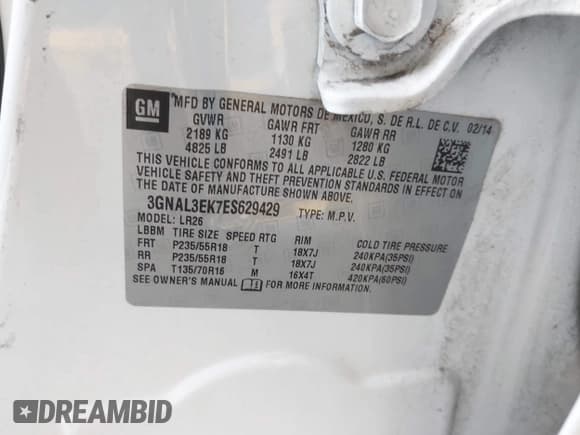 GM
MFD BY GENERAL MOTORS DE MEXICO, S. DE R.L. DE C.V. 02/14
GVWR GAWR FRT GAWR RR
2189 KG 1130 KG 1280 KG
4825 LB 2491 LB 2822 LB
THIS VEHICLE CONFORMS TO ALL APPLICABLE U.S. FEDERAL MOTOR
VEHICLE SAFETY AND THEFT PREVENTION STANDARDS IN EFFECT ON
THE DATE OF MANUFACTURE SHOWN ABOVE.
3GNAL3EK7ES629429 TYPE: M.P.V.
MODEL: LR26
LBBM TIRE SIZE SPEED RTG RIM COLD TIRE PRESSURE
FRT P235/55R18 T 18X7J 240KPA(35PSI)
RR P235/55R18 T 18X7J 240KPA(35PSI)
SPA T135/70R16 M 16X4T 420KPA(60PSI)
SEE OWNER'S MANUAL FOR MORE INFORMATION.
DREAMBID